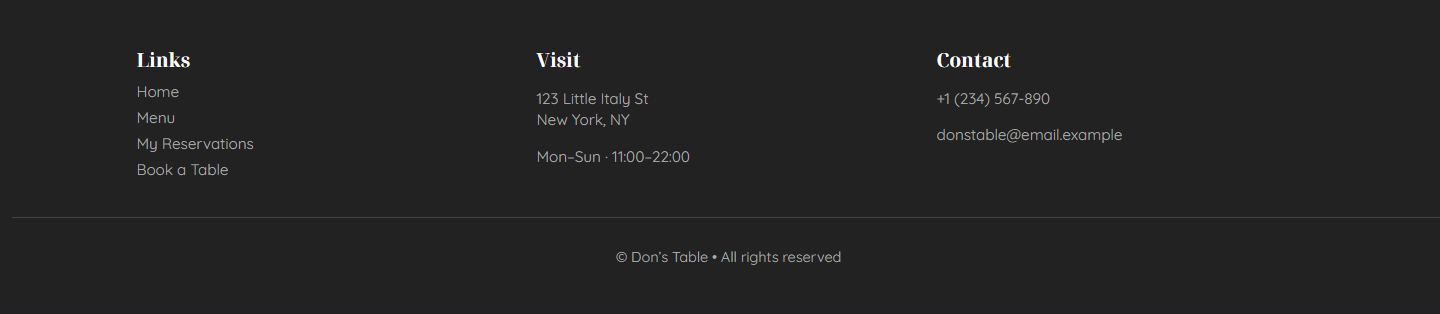 Links
Home
Menu
My Reservations
Book a Table
Visit
123 Little Italy St
New York, NY
Mon–Sun · 11:00–22:00
Contact
+1 (234) 567-890
donstable@email.example
© Don’s Table • All rights reserved